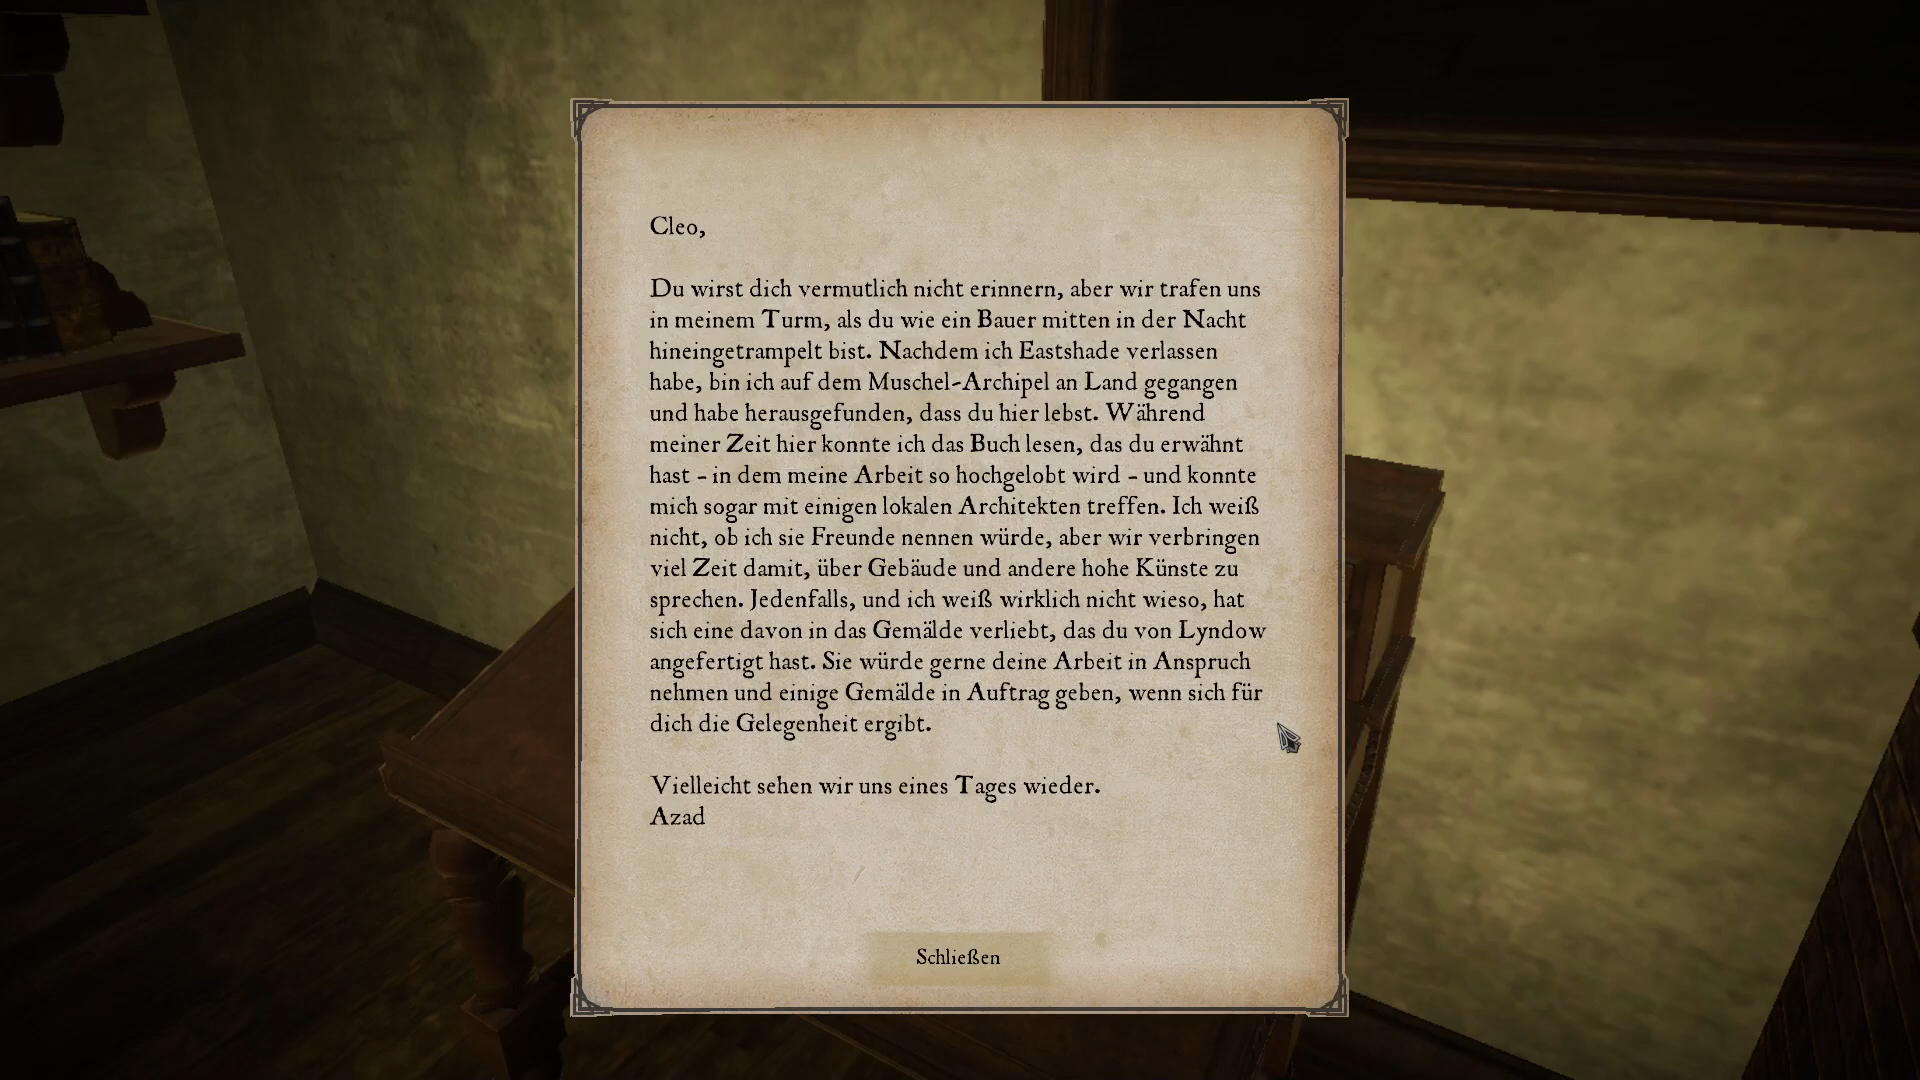 Cleo,
Du wirst dich vermutlich nicht erinnern, aber wir trafen uns
in meinem Turm, als du wie ein Bauer mitten in der Nacht
hineingetrampelt bist. Nachdem ich Eastshade verlassen
habe, bin ich auf dem Muschel-Archipel an Land gegangen
und habe herausgefunden, dass du hier lebst. Während
meiner Zeit hier konnte ich das Buch lesen, das du erwähnt
hast - in dem meine Arbeit so hochgelobt wird - und konnte
mich sogar mit einigen lokalen Architekten treffen. Ich weiß
nicht, ob ich sie Freunde nennen würde, aber wir verbringen
viel Zeit damit, über Gebäude und andere hohe Künste zu
sprechen. Jedenfalls, und ich weiß wirklich nicht wieso, hat
sich eine davon in das Gemälde verliebt, das du von Lyndow
angefertigt hast. Sie würde gerne deine Arbeit in Anspruch
nehmen und einige Gemälde in Auftrag geben, wenn sich für
dich die Gelegenheit ergibt.
Vielleicht sehen wir uns eines Tages wieder.
Azad
Schließen